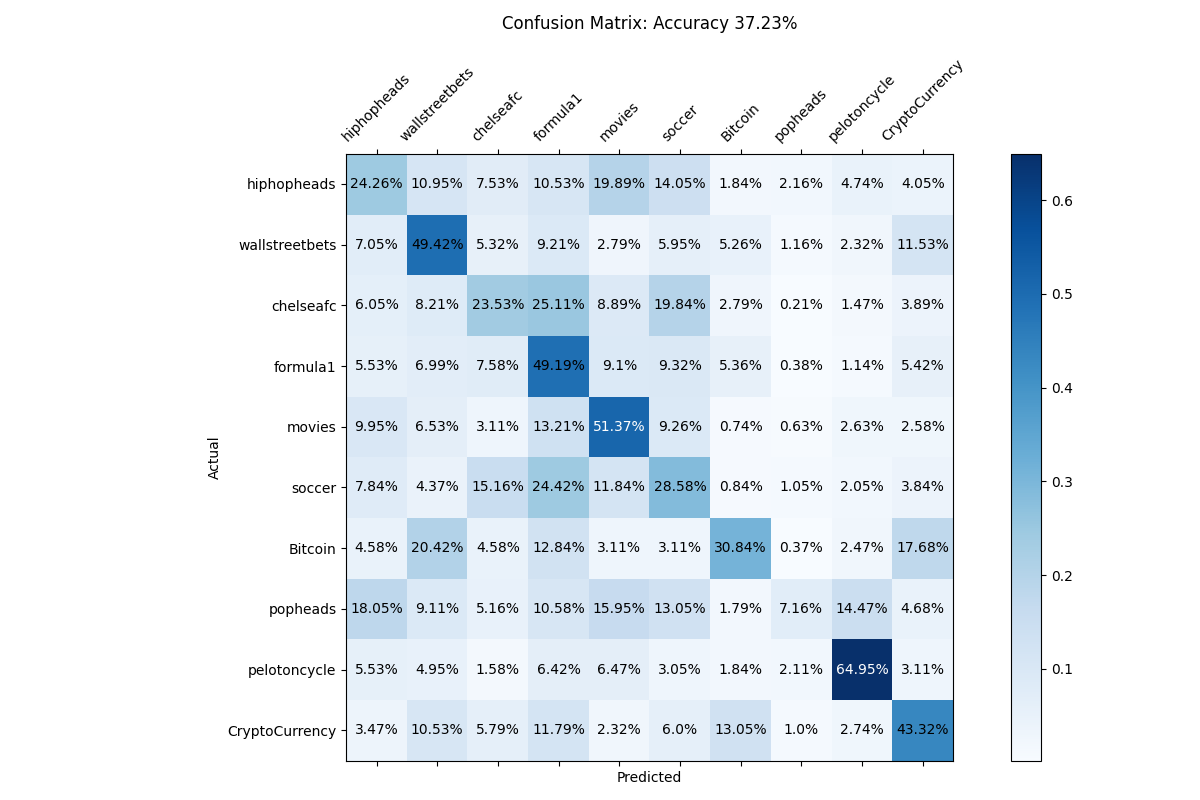 Confusion Matrix: Accuracy 37.23%
hiphopheads wallstreetbets chelseafc formula1 movies soccer Bitcoin popheads pelotoncycle CryptoCurrency
hiphopheads 24.26% 10.95% 7.53% 10.53% 19.89% 14.05% 1.84% 2.16% 4.74% 4.05%
wallstreetbets 7.05% 49.42% 5.32% 9.21% 2.79% 5.95% 5.26% 1.16% 2.32% 11.53%
chelseafc 6.05% 8.21% 23.53% 25.11% 8.89% 19.84% 2.79% 0.21% 1.47% 3.89%
formula1 5.53% 6.99% 7.58% 49.19% 9.1% 9.32% 5.36% 0.38% 1.14% 5.42%
movies 9.95% 6.53% 3.11% 13.21% 51.37% 9.26% 0.74% 0.63% 2.63% 2.58%
soccer 7.84% 4.37% 15.16% 24.42% 11.84% 28.58% 0.84% 1.05% 2.05% 3.84%
Bitcoin 4.58% 20.42% 4.58% 12.84% 3.11% 3.11% 30.84% 0.37% 2.47% 17.68%
popheads 18.05% 9.11% 5.16% 10.58% 15.95% 13.05% 1.79% 7.16% 14.47% 4.68%
pelotoncycle 5.53% 4.95% 1.58% 6.42% 6.47% 3.05% 1.84% 2.11% 64.95% 3.11%
CryptoCurrency 3.47% 10.53% 5.79% 11.79% 2.32% 6.0% 13.05% 1.0% 2.74% 43.32%
Actual
Predicted
0.6
0.5
0.4
0.3
0.2
0.1